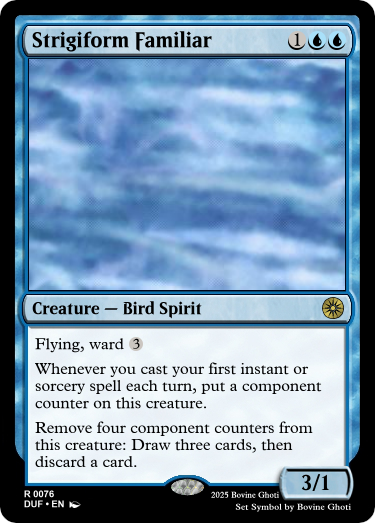 Strigiform Familiar 1
Creature — Bird Spirit
Flying, ward 3
Whenever you cast your first instant or
sorcery spell each turn, put a component
counter on this creature.
Remove four component counters from
this creature: Draw three cards, then
discard a card.
3/1
R 0076
DUF • EN
2025 Bovine Ghoti
Set Symbol by Bovine Ghoti